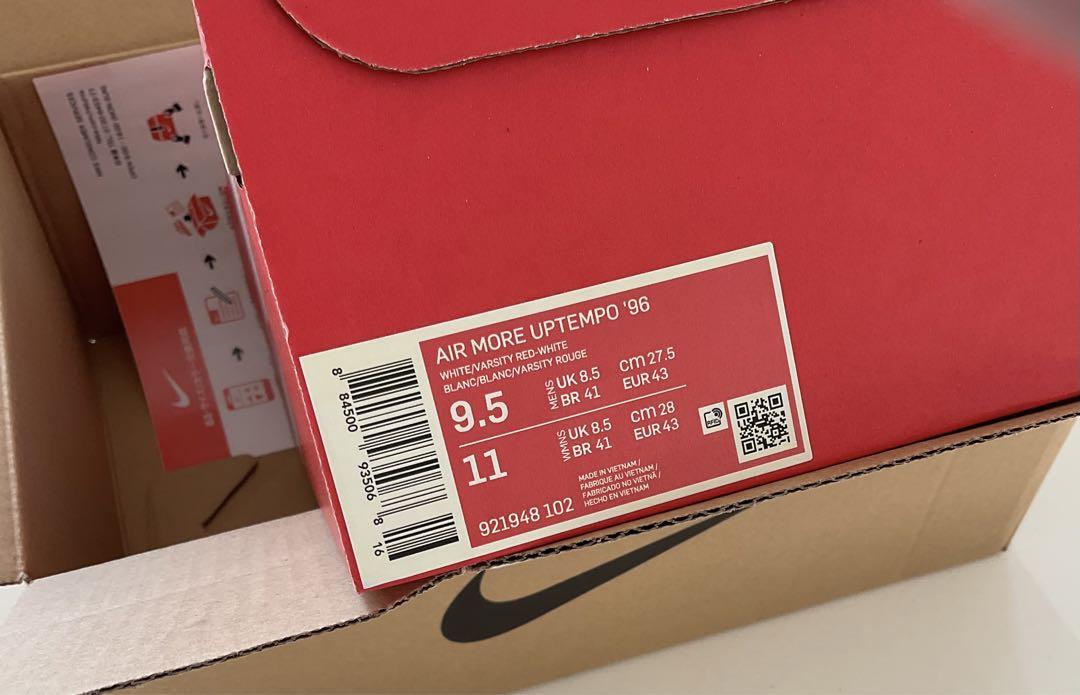 AIR MORE UPTEMPO '96
WHITE/VARSITY RED-WHITE
BLANC/BLANC/VARSITY ROUGE
9.5
MENS
UK 8.5
cm 27.5
BR 41
EUR 43
11
WMNS
UK 8.5
cm 28
BR 41
EUR 43
RFID
921948 102
MADE IN VIETNAM /
FABRIQUE AU VIETNAM /
FABRICADO NO VIETNÃ /
HECHO EN VIETNAM
8 84500 93506 8 16